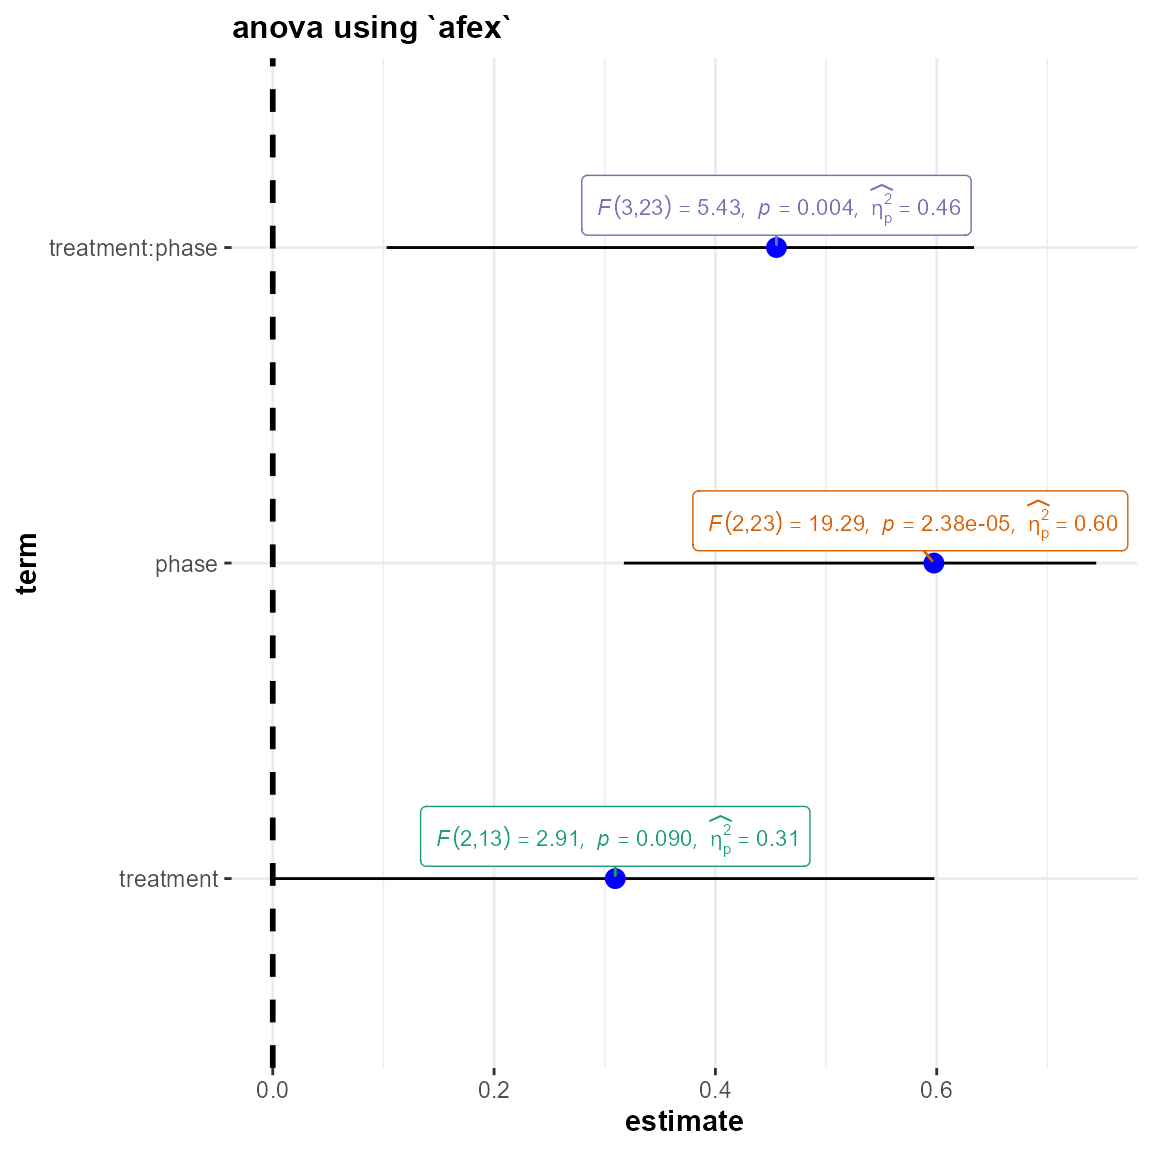 anova using `afex`
F(3,23) = 5.43, p = 0.004, η̂²ₚ = 0.46
treatment:phase
F(2,23) = 19.29, p = 2.38e-05, η̂²ₚ = 0.60
phase
term
F(2,13) = 2.91, p = 0.090, η̂²ₚ = 0.31
treatment
0.0 0.2 0.4 0.6
estimate